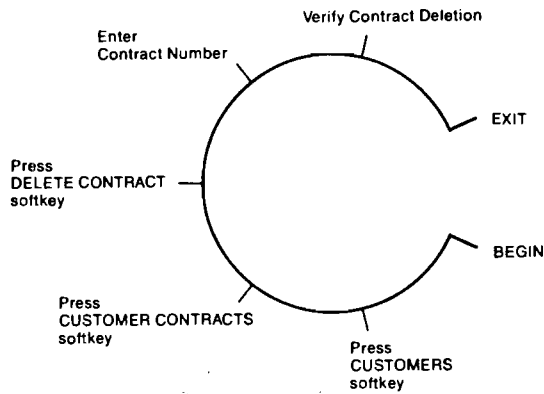 Verify Contract Deletion
Enter
Contract Number
EXIT
Press
DELETE CONTRACT
softkey
BEGIN
Press
CUSTOMER CONTRACTS
softkey
Press
CUSTOMERS
softkey